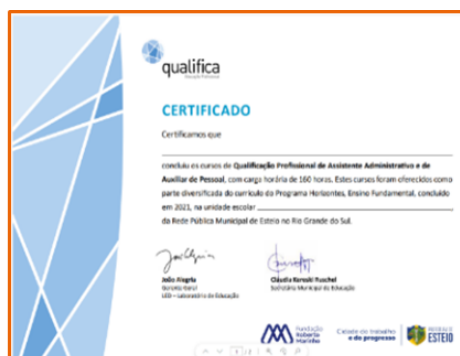 qualifica
CERTIFICADO
Certificamos que
concluiu os cursos de Qualificação Profissional de Assistente Administrativo e de
Auxiliar de Pessoal, com carga horária de 160 horas. Estes cursos foram oferecidos como
parte diversificada do currículo do Programa Horizontes, Ensino Fundamental, concluído
em 2021, na unidade escolar
da Rede Pública Municipal de Esteio no Rio Grande do Sul.
João Alegria
Gerente Geral
LED – Laboratório de Educação
Cláudia Kereski Ruschel
Secretária Municipal de Educação
Fundação
Roberto
Marinho
Cidade do trabalho
e do progresso
ESTEIO